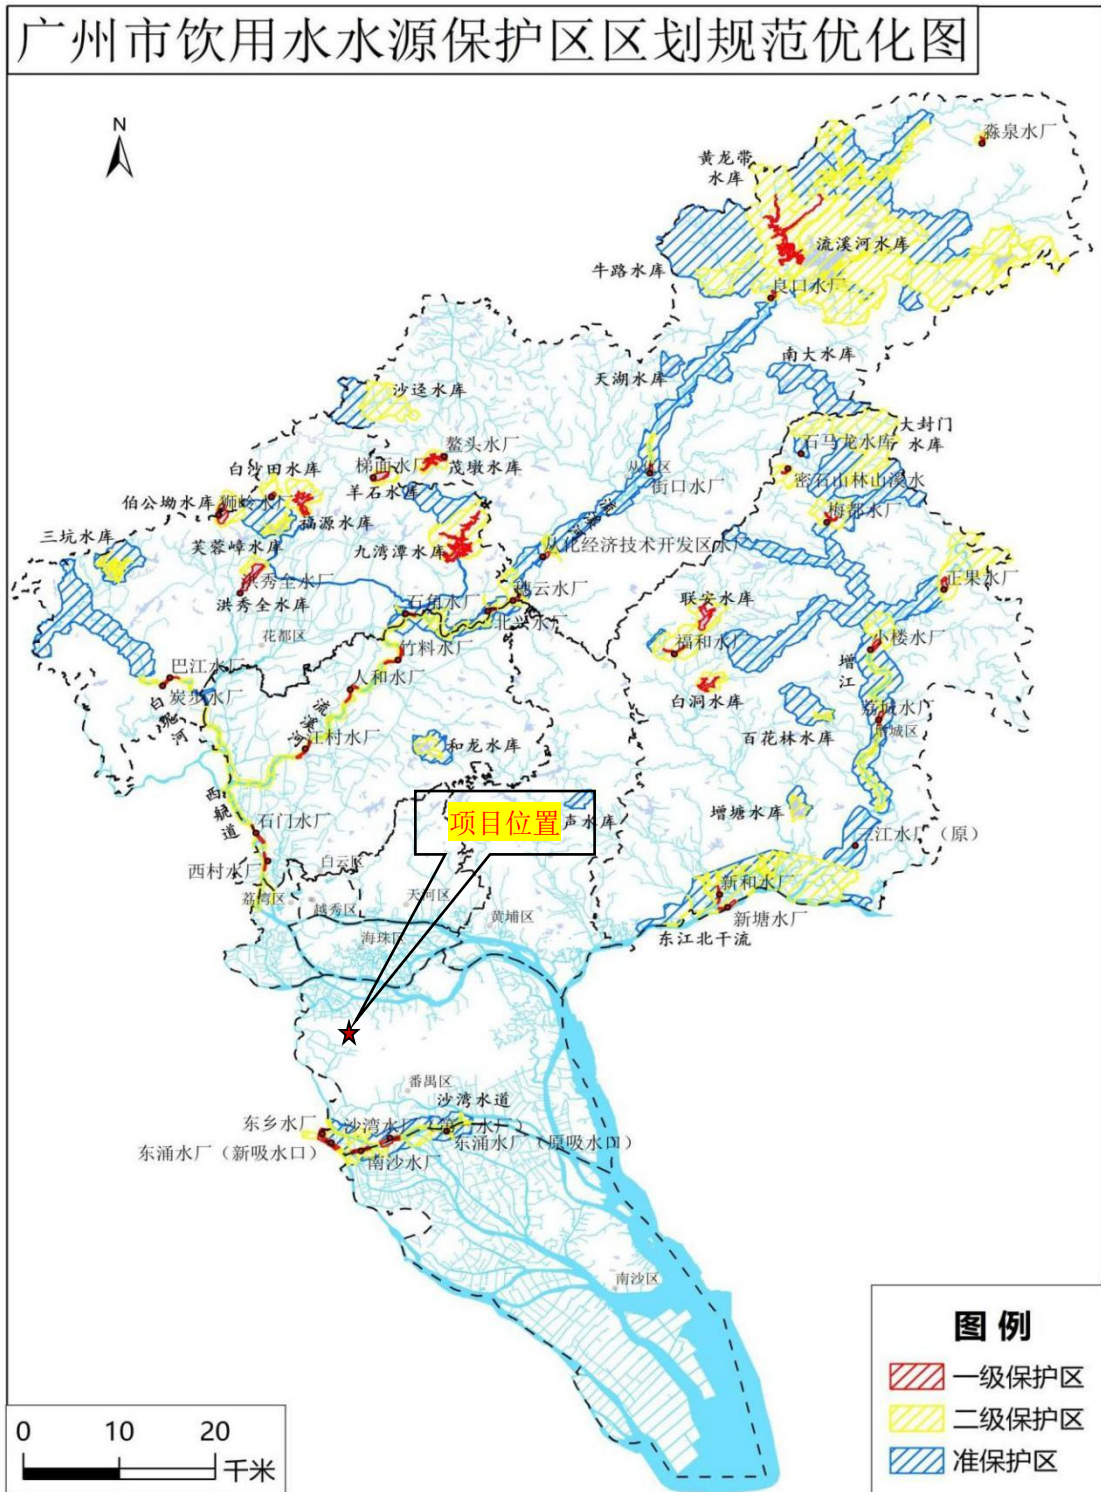 广州市饮用水水源保护区区划规范优化图
N
淼泉水厂
黄龙带
水库
流溪河水库
牛路水库
良口水厂
南大水库
天湖水库
沙迳水库
大封门
水库
石马龙水库
鳌头水厂
梯面水厂
茂墩水库
从化区
街口水厂
密石山林山溪水
白沙田水库
羊石水库
伯公坳水库
狮岭水厂
福源水库
梅都水厂
流溪河
三坑水库
芙蓉嶂水库
九湾潭水库
从化经济技术开发区水厂
洪秀全水厂
洪秀全水库
穗云水厂
正果水厂
联安水库
石角水厂
北兴水厂
花都区
竹料水厂
福和水厂
小楼水厂
增江
巴江水厂
炭步水厂
人和水厂
白洞水库
荔城水厂
增城区
白坭河
流溪河
江村水厂
和龙水库
百花林水库
西航道
项目位置
声水库
增塘水库
石门水厂
三江水厂（原）
西村水厂
白云区
新和水厂
荔湾区
越秀区
天河区
黄埔区
新塘水厂
海珠区
东江北干流
番禺区
沙湾水道
东乡水厂
东涌水厂（原吸水口）
东涌水厂（新吸水口）
南沙水厂
南沙区
图例
一级保护区
二级保护区
准保护区
0 10 20
千米